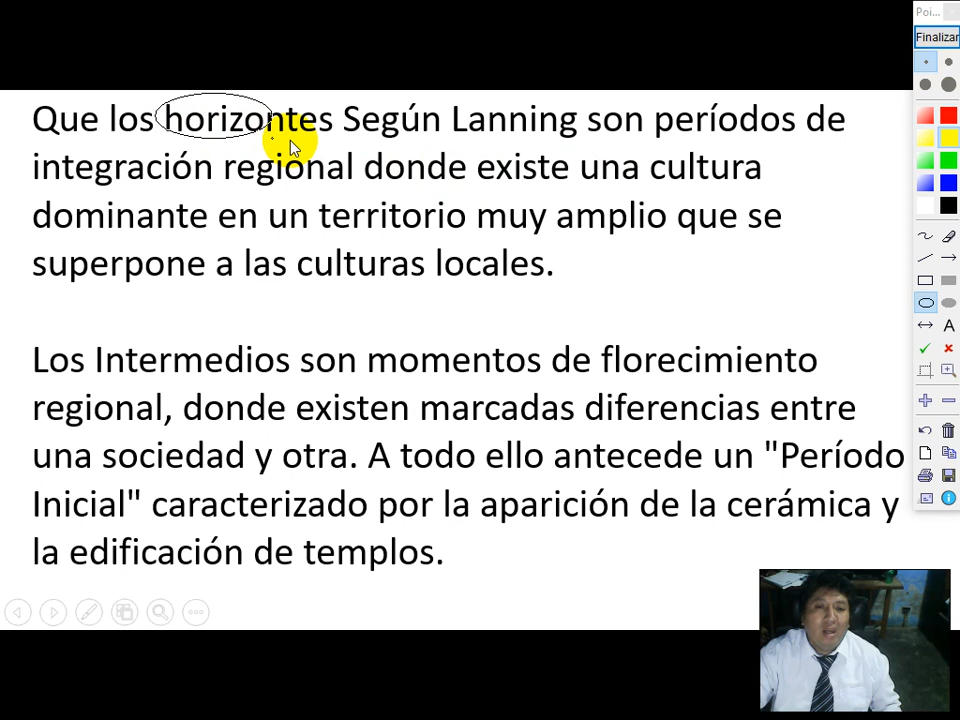 Poi...
Finalizar
Que los horizontes Según Lanning son períodos de
integración regional donde existe una cultura
dominante en un territorio muy amplio que se
superpone a las culturas locales.
Los Intermedios son momentos de florecimiento
regional, donde existen marcadas diferencias entre
una sociedad y otra. A todo ello antecede un "Período
Inicial" caracterizado por la aparición de la cerámica y
la edificación de templos.
A